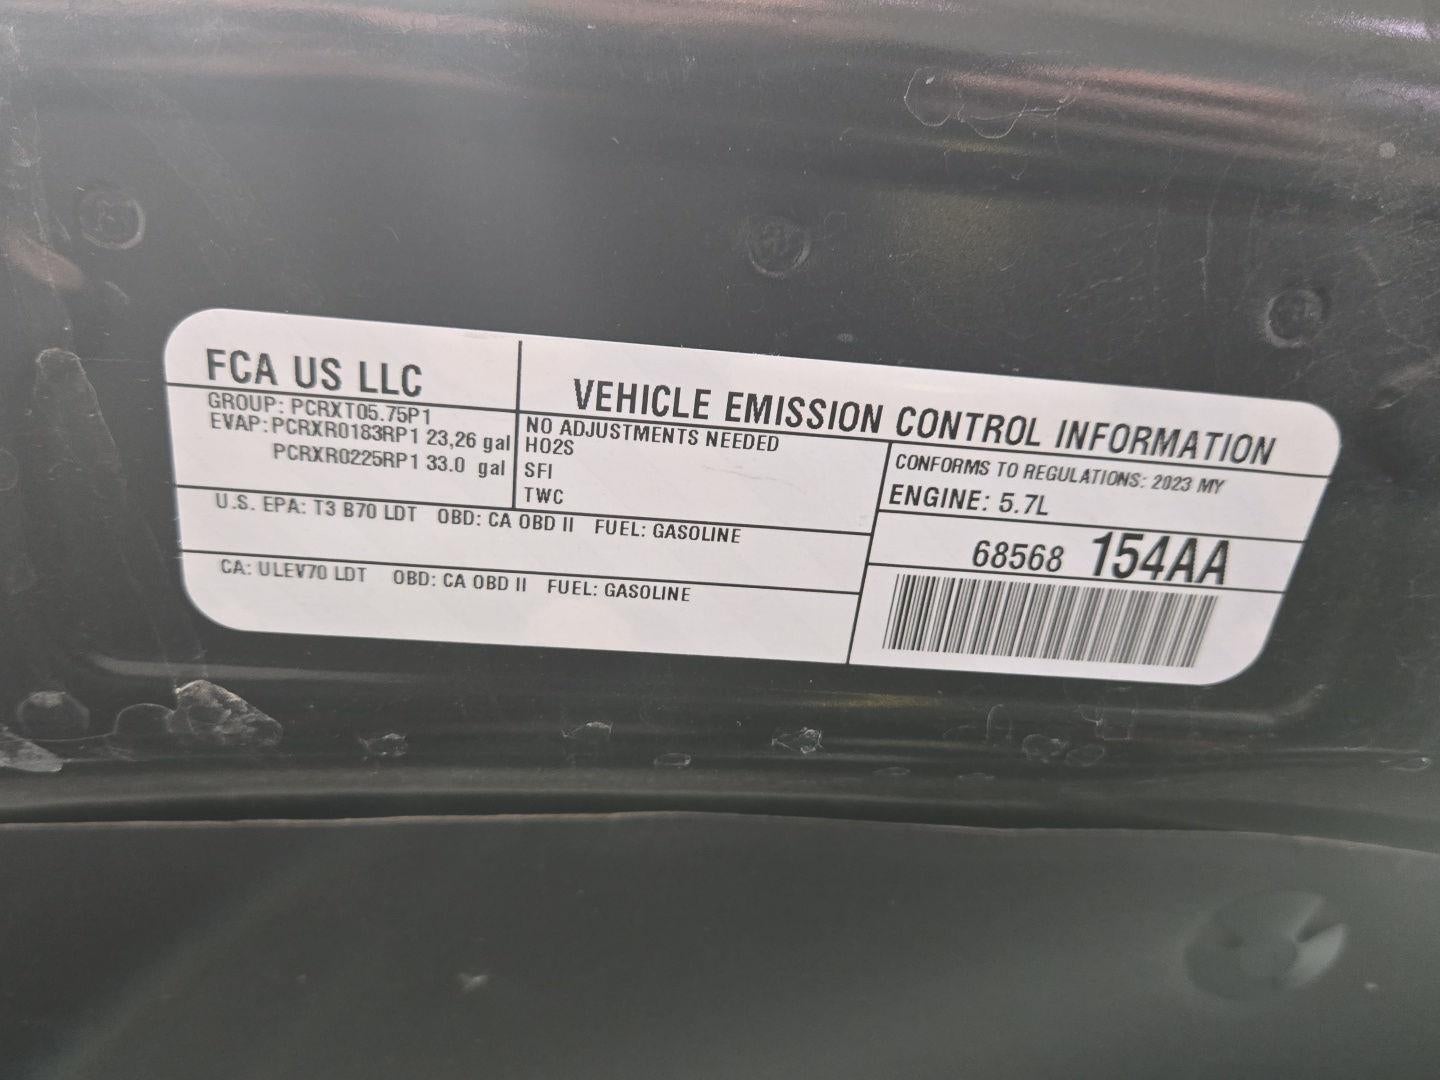 FCA US LLC
VEHICLE EMISSION CONTROL INFORMATION
GROUP: PCRXT05.75P1
EVAP: PCRXR0183RP1 23,26 gal
PCRXR0225RP1 33.0 gal
NO ADJUSTMENTS NEEDED
HO2S
SFI
TWC
CONFORMS TO REGULATIONS: 2023 MY
ENGINE: 5.7L
U.S. EPA: T3 B70 LDT OBD: CA OBD II FUEL: GASOLINE
CA: ULEV70 LDT OBD: CA OBD II FUEL: GASOLINE
68568 154AA